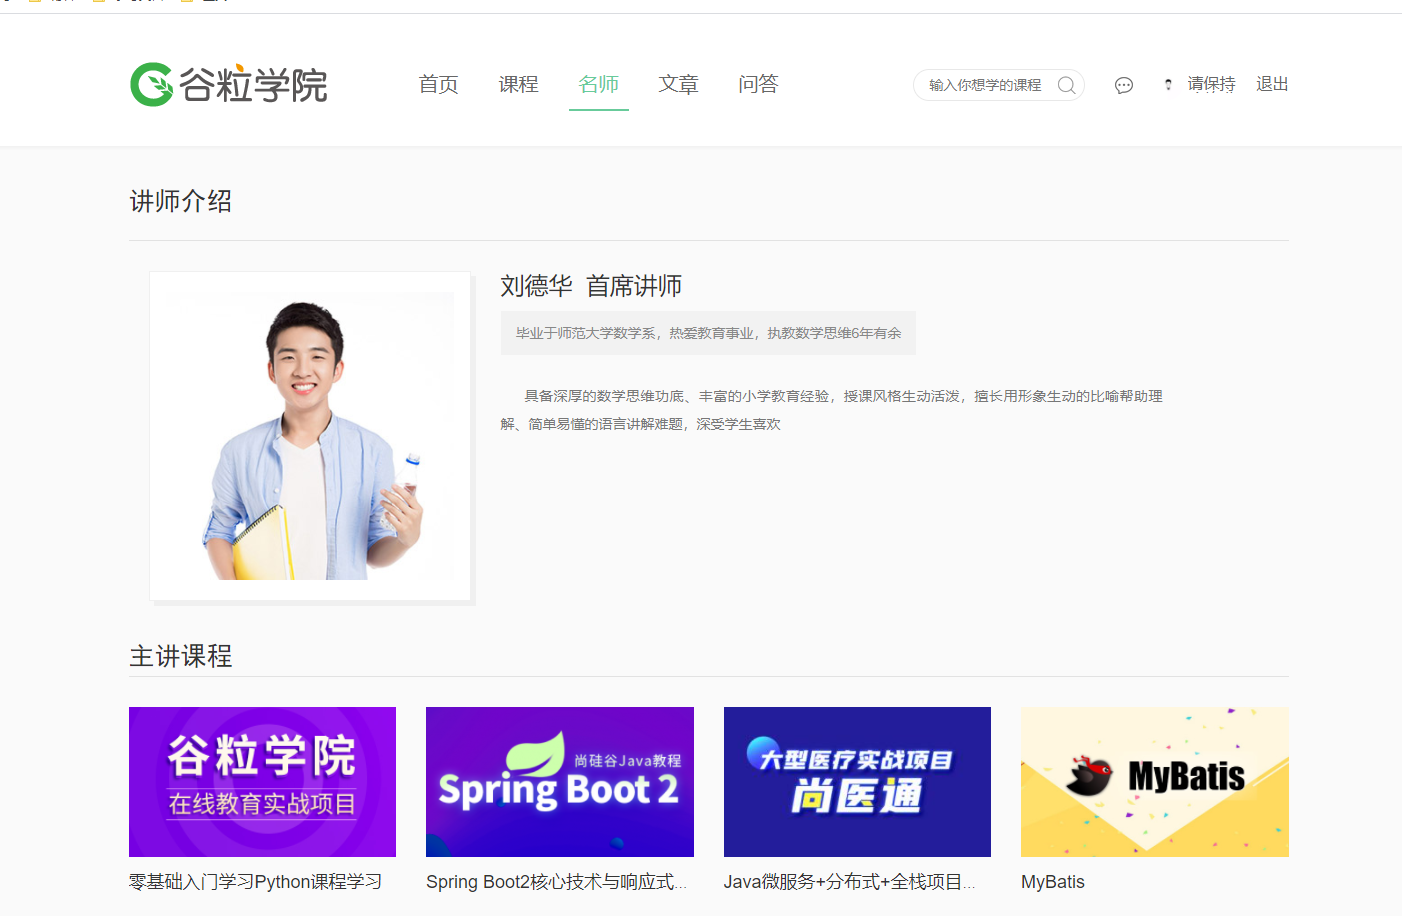 谷粒学院
首页 课程 名师 文章 问答
输入你想学的课程
请保持 退出
讲师介绍
刘德华 首席讲师
毕业于师范大学数学系，热爱教育事业，执教数学思维6年有余
具备深厚的数学思维功底、丰富的小学教育经验，授课风格生动活泼，擅长用形象生动的比喻帮助理
解、简单易懂的语言讲解难题，深受学生喜欢
主讲课程
谷粒学院
在线教育实战项目
尚硅谷Java教程
Spring Boot 2
大型医疗实战项目
尚医通
MyBatis
零基础入门学习Python课程学习
Spring Boot2核心技术与响应式...
Java微服务+分布式+全栈项目...
MyBatis